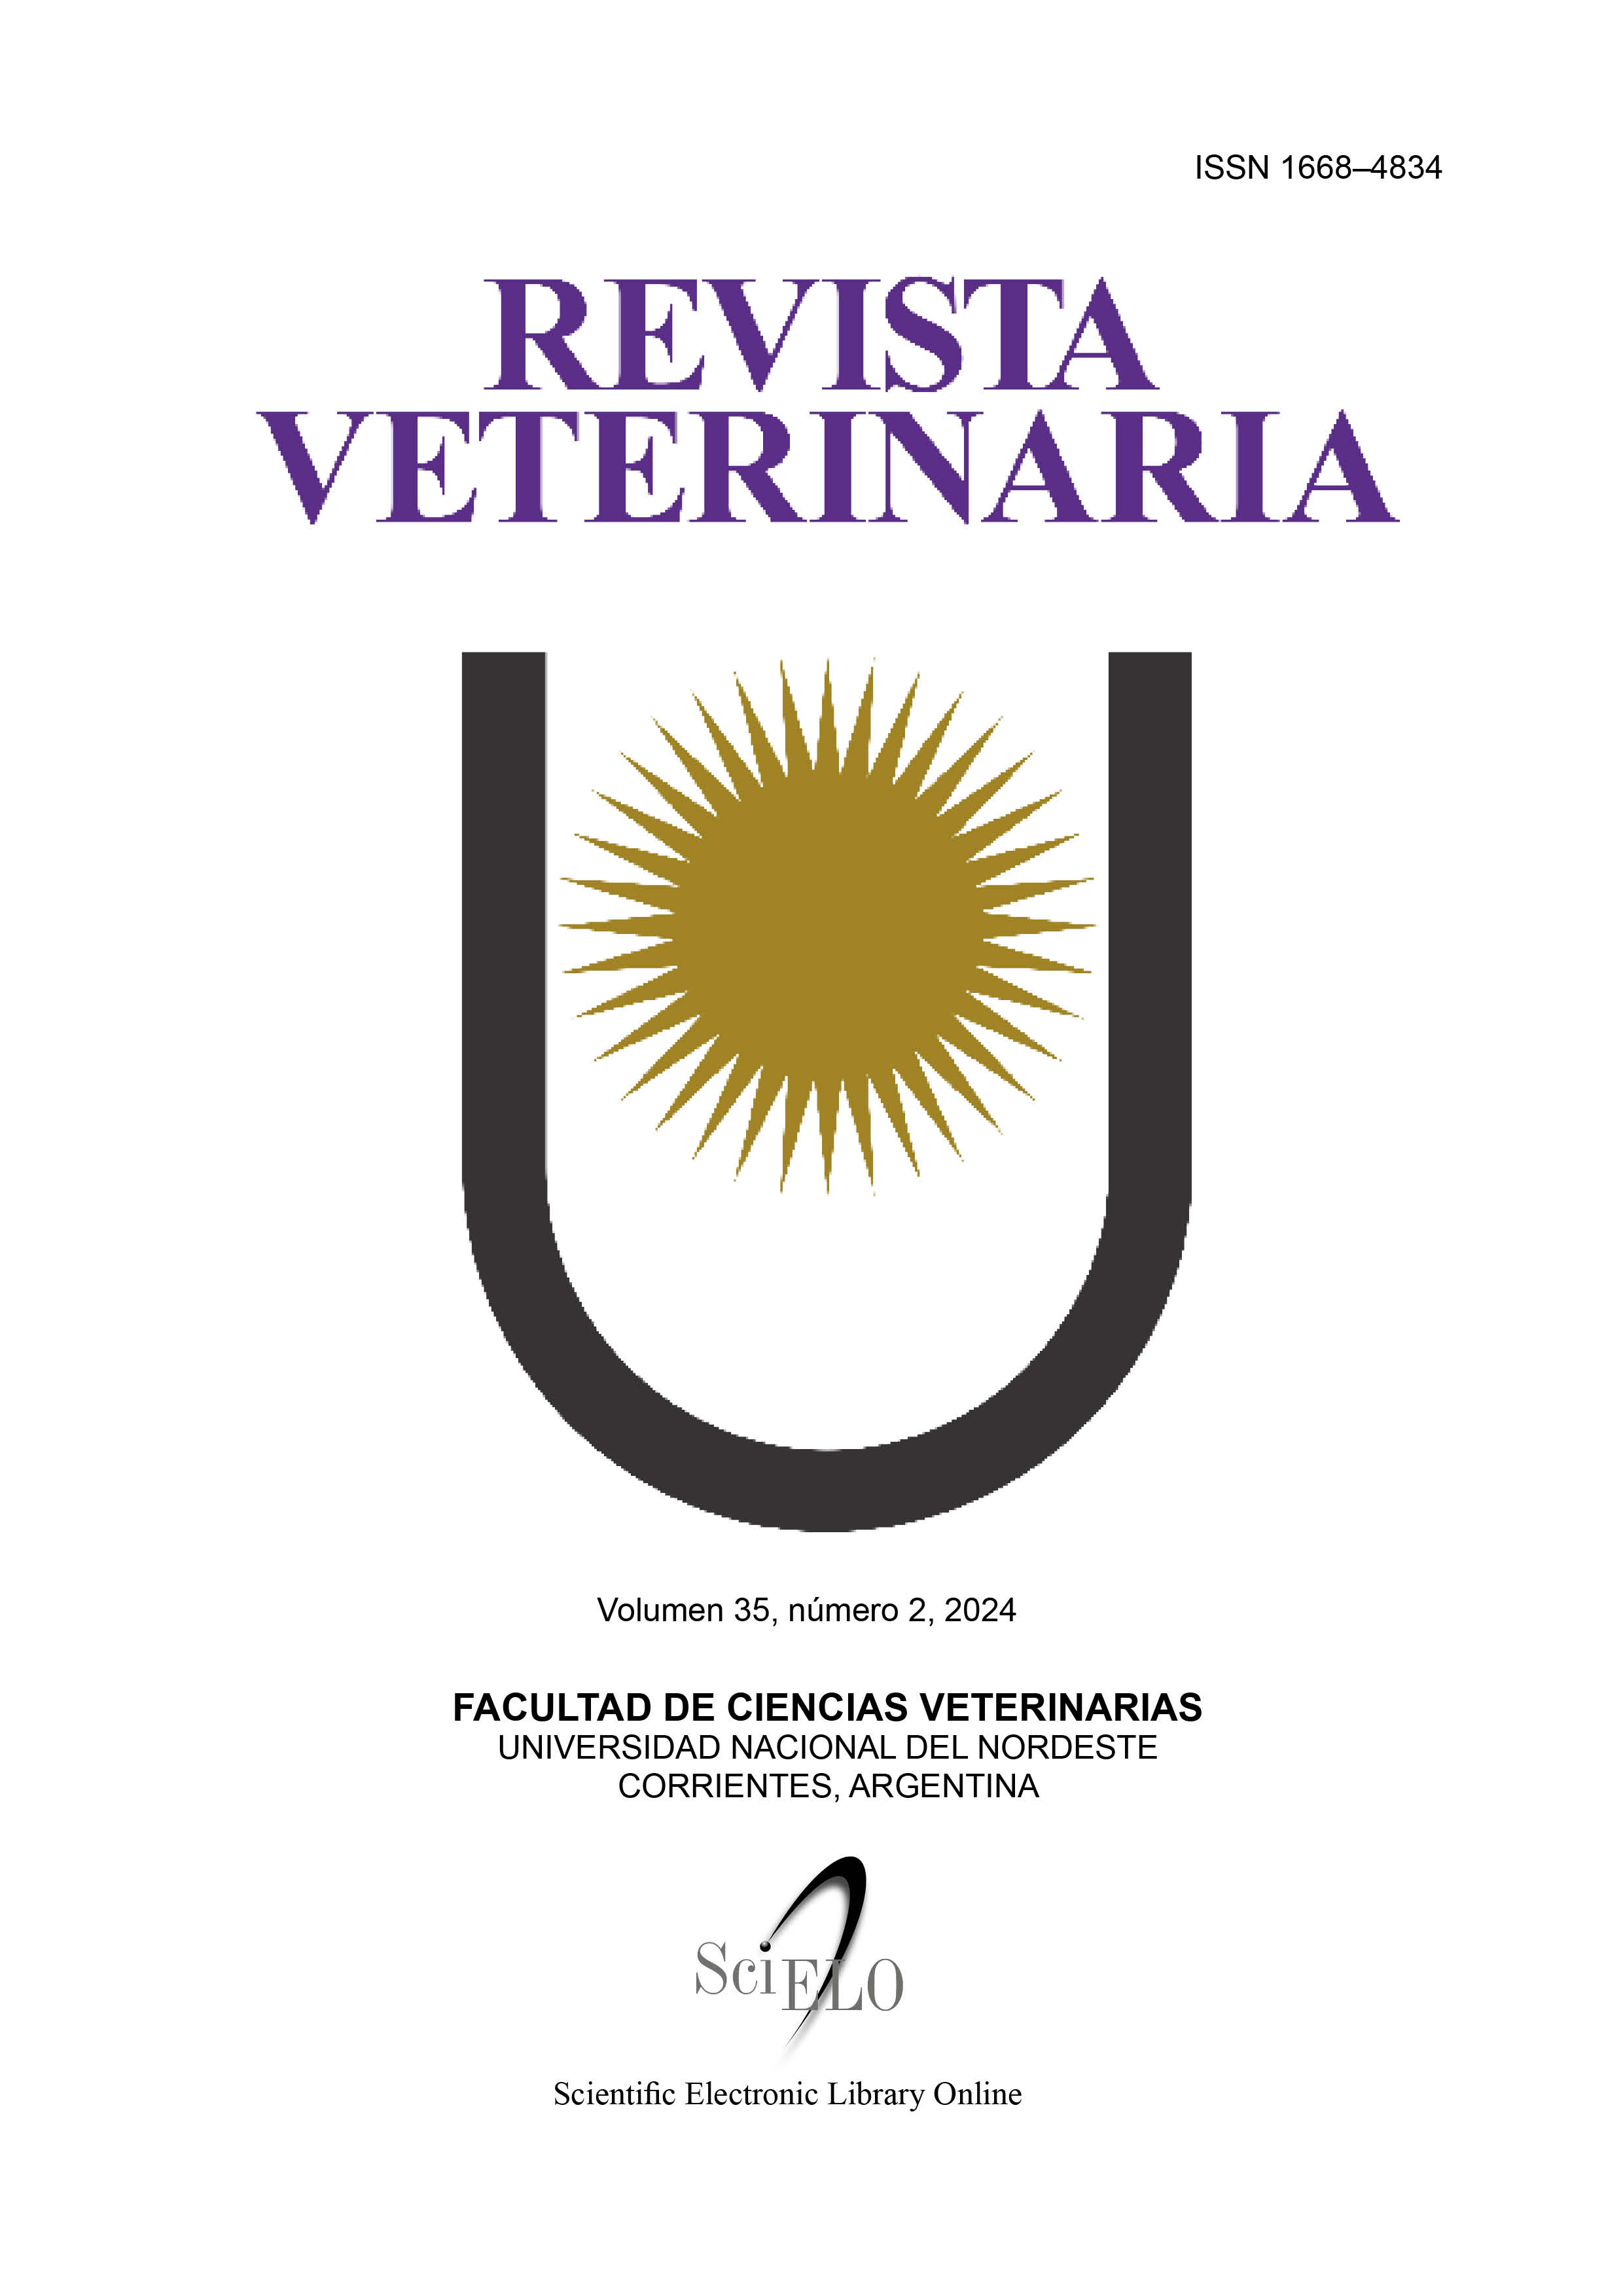 ISSN 1668–4834
REVISTA
VETERINARIA
Volumen 35, número 2, 2024
FACULTAD DE CIENCIAS VETERINARIAS
UNIVERSIDAD NACIONAL DEL NORDESTE
CORRIENTES, ARGENTINA
SciELO
Scientific Electronic Library Online